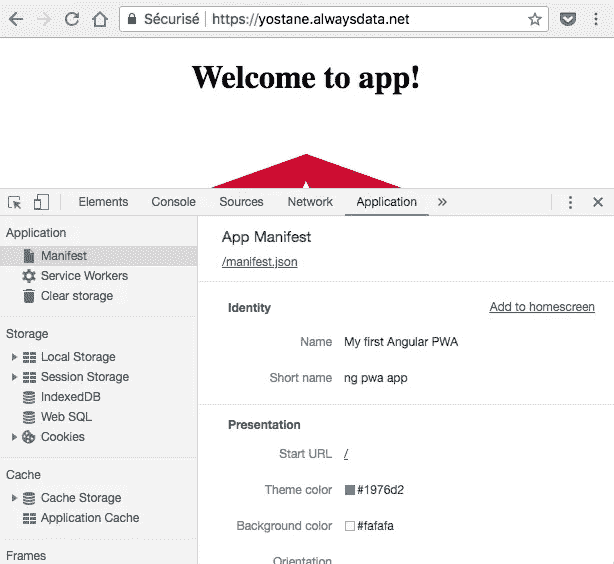 Sécurisé https://yostane.alwaysdata.net
Welcome to app!
Elements Console Sources Network Application »
Application
Manifest
Service Workers
Clear storage
Storage
Local Storage
Session Storage
IndexedDB
Web SQL
Cookies
Cache
Cache Storage
Application Cache
Frames
App Manifest
/manifest.json
Identity Add to homescreen
Name My first Angular PWA
Short name ng pwa app
Presentation
Start URL /
Theme color #1976d2
Background color #fafafa
Orientation